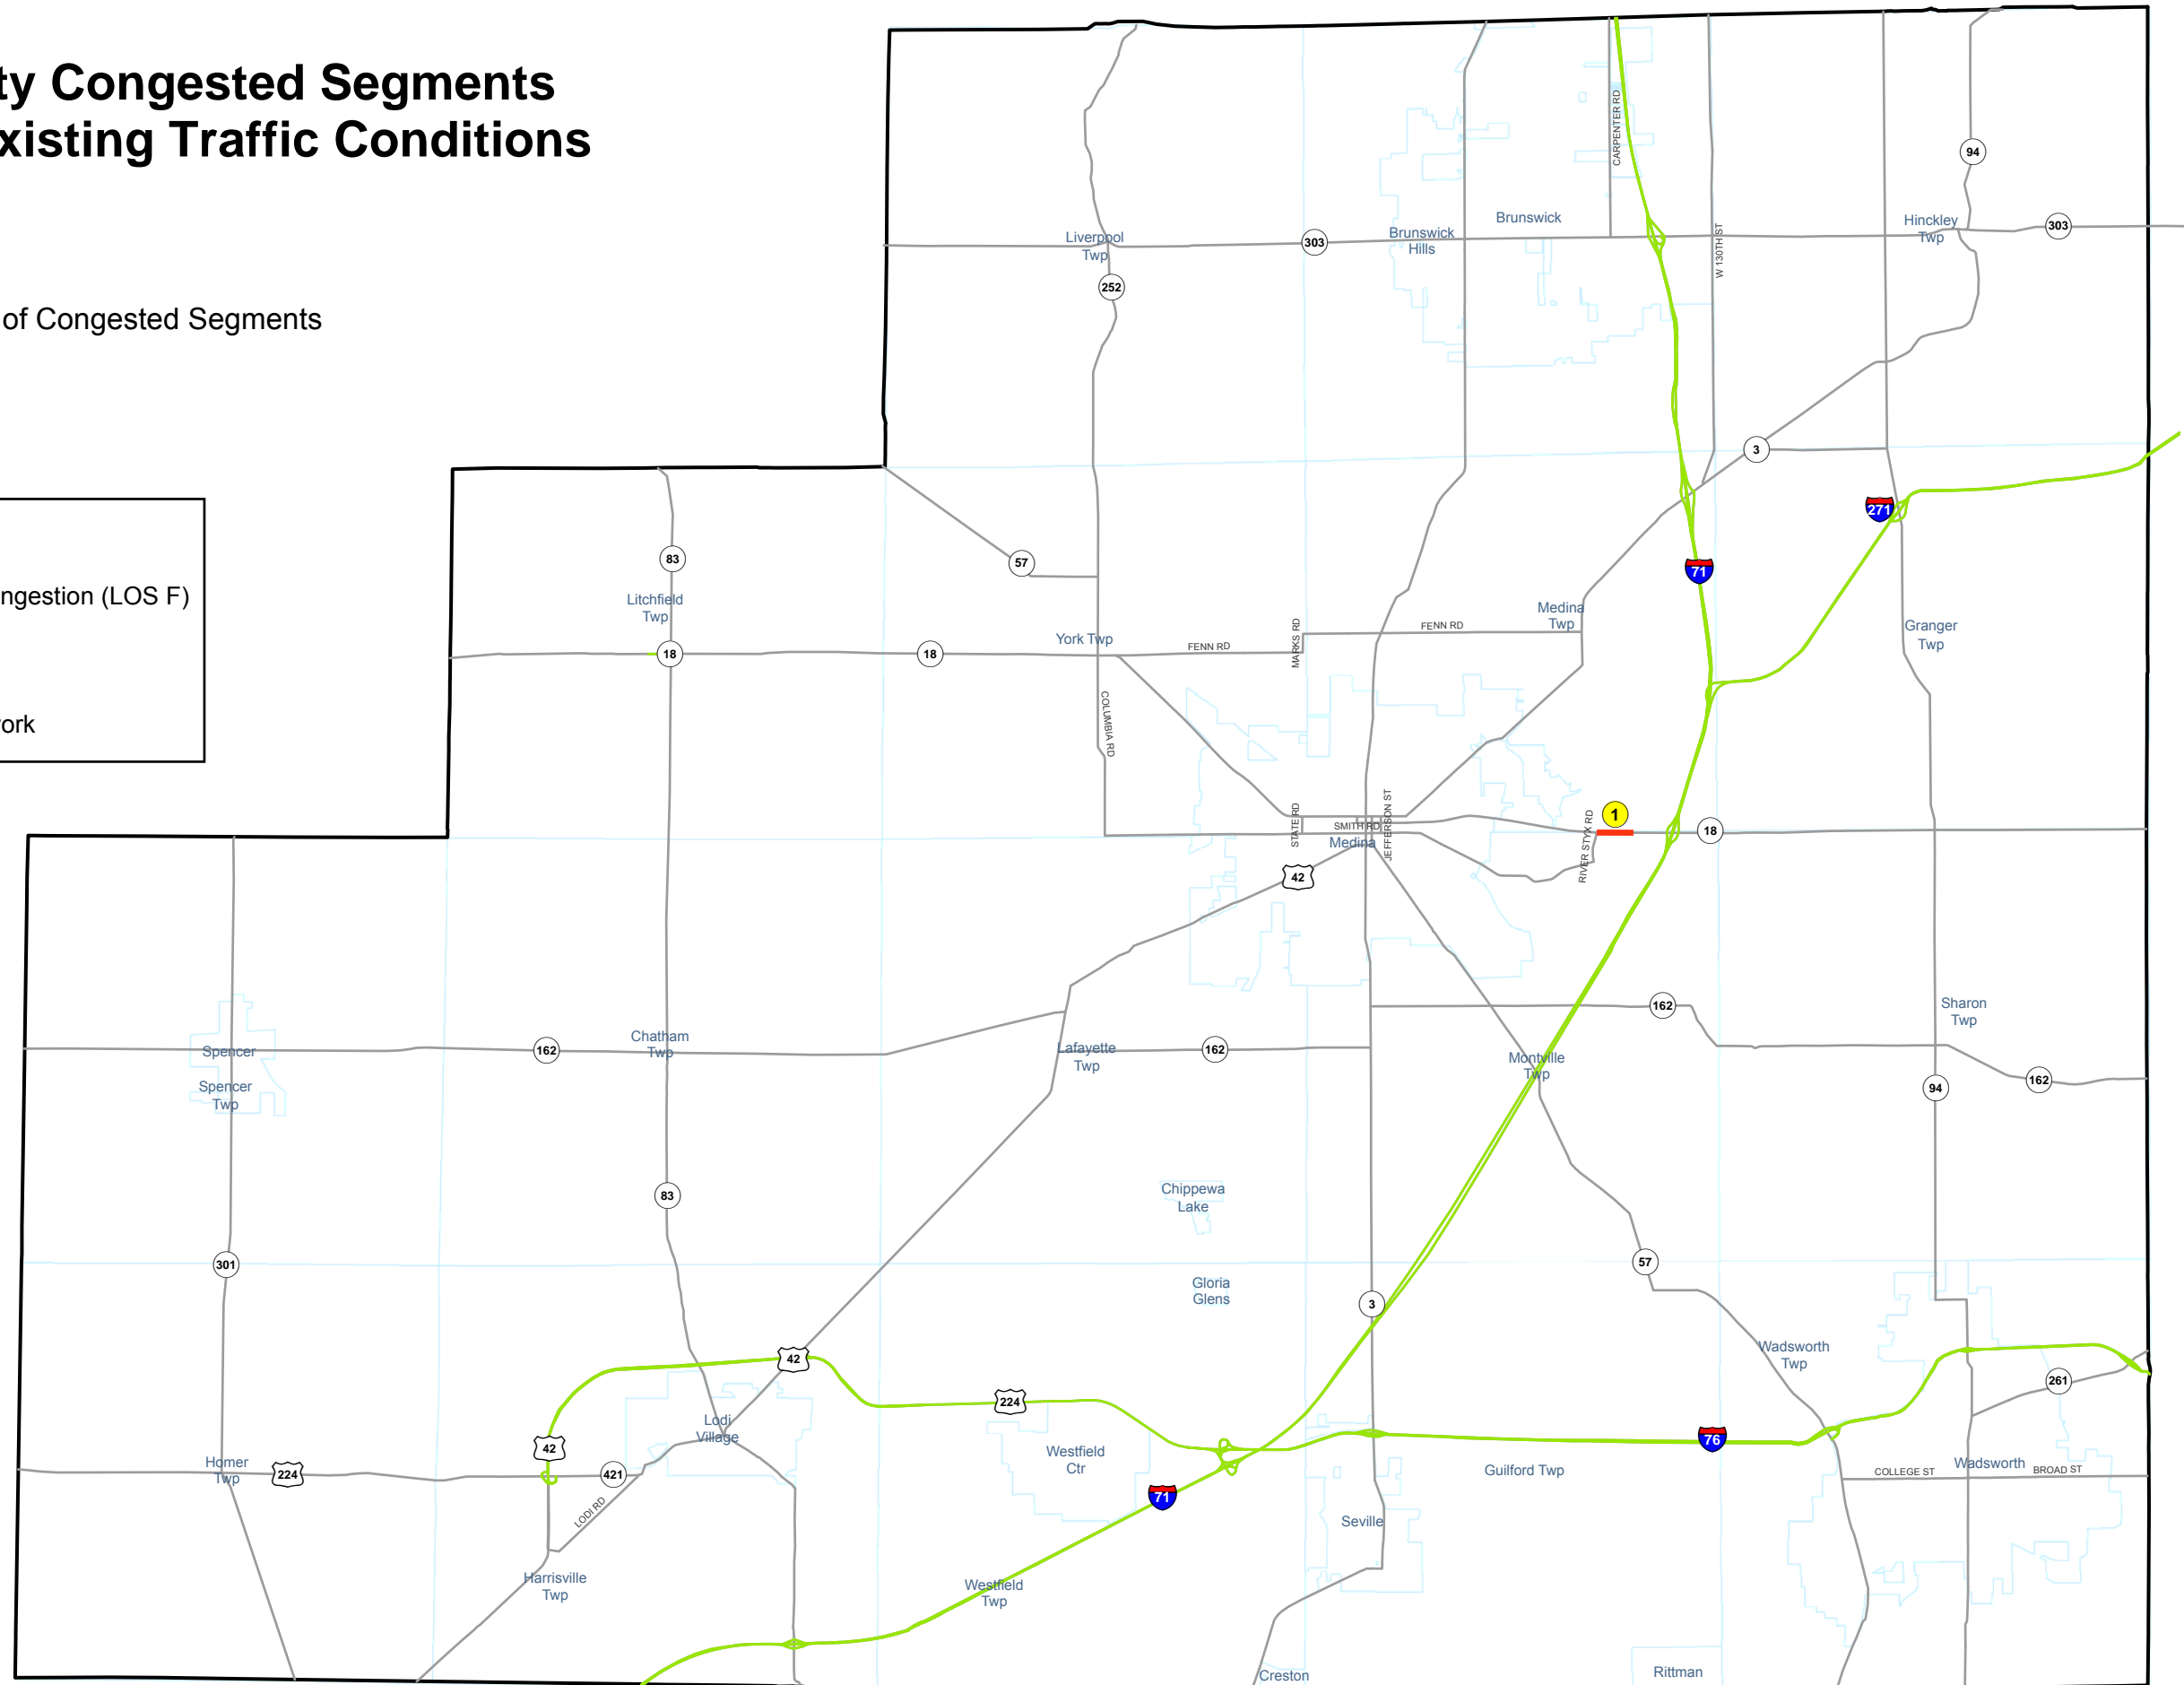 ty Congested Segments
xisting Traffic Conditions
of Congested Segments
ngestion (LOS F)
ork
CARPENTER RD
94
Brunswick
Hinckley
Twp
303
Liverpool
Twp
303
Brunswick
Hills
W 130TH ST
252
3
271
57
83
71
Litchfield
Twp
Medina
Twp
Granger
Twp
18
18
York Twp
FENN RD
MARKS RD
FENN RD
COLUMBIA RD
STATE RD
SMITH RD
JEFFERSON ST
Medina
1
RIVER STYX RD
18
42
Sharon
Twp
162
Spencer
162
Chatham
Twp
Lafayette
Twp
162
Montville
Twp
94
162
Spencer
Twp
83
Chippewa
Lake
301
57
Gloria
Glens
3
Wadsworth
Twp
42
224
261
Lodi
Village
42
Westfield
Ctr
76
Homer
Twp
224
421
Guilford Twp
COLLEGE ST
Wadsworth
BROAD ST
LODI RD
71
Seville
Harrisville
Twp
Westfield
Twp
Creston
Rittman